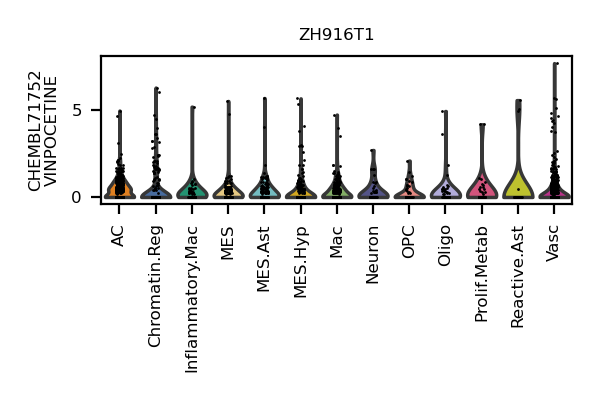 ZH916T1
CHEMBL71752
VINPOCETINE
5
0
AC
Chromatin.Reg
Inflammatory.Mac
MES
MES.Ast
MES.Hyp
Mac
Neuron
OPC
Oligo
Prolif.Metab
Reactive.Ast
Vasc